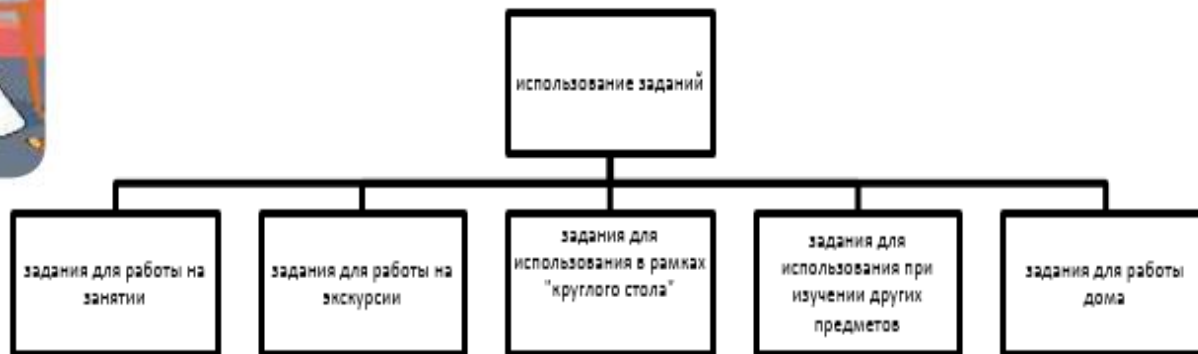 использование заданий
задания для работы на
занятии
задания для работы на
экскурсии
задания для
использования в рамках
"круглого стола"
задания для
использования при
изучении других
предметов
задания для работы
дома